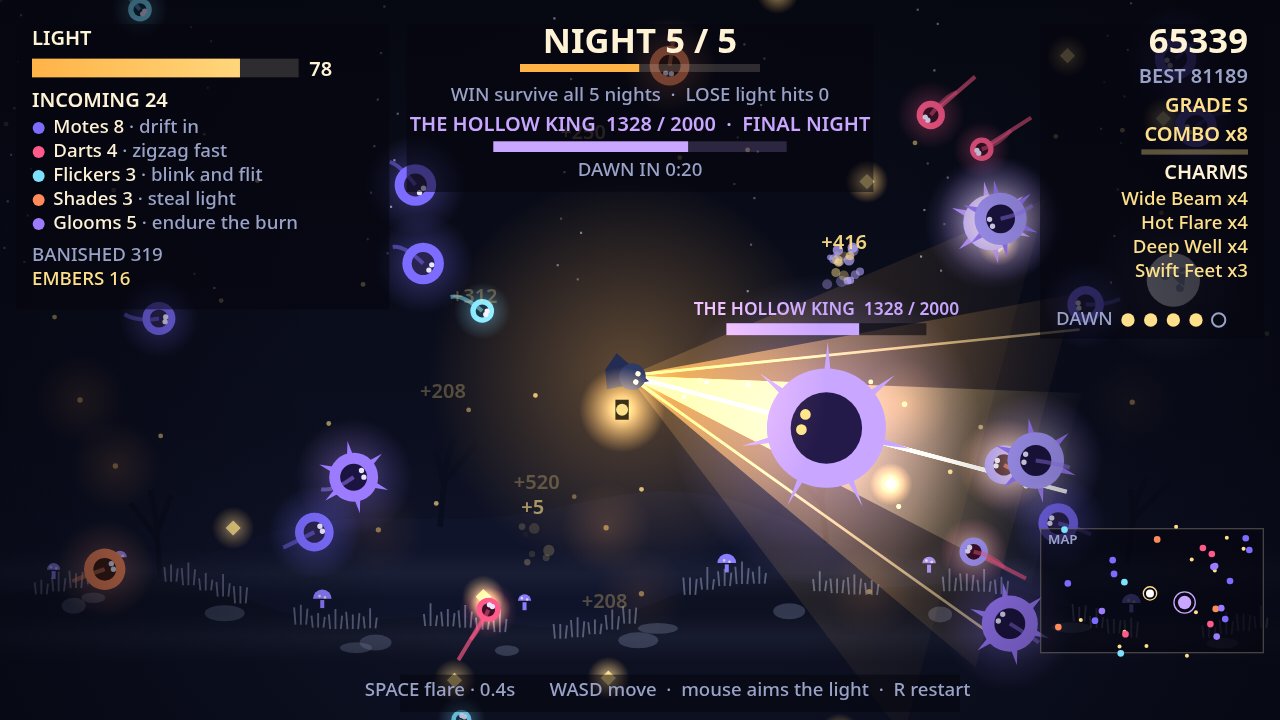 LIGHT
78
INCOMING 24
Motes 8 · drift in
Darts 4 · zigzag fast
Flickers 3 · blink and flit
Shades 3 · steal light
Glooms 5 · endure the burn
BANISHED 319
EMBERS 16
NIGHT 5 / 5
WIN survive all 5 nights · LOSE light hits 0
THE HOLLOW KING 1328 / 2000 · FINAL NIGHT
DAWN IN 0:20
65339
BEST 81189
GRADE S
COMBO x8
CHARMS
Wide Beam x4
Hot Flare x4
Deep Well x4
Swift Feet x3
DAWN
+416
+312
THE HOLLOW KING 1328 / 2000
+208
+520
+5
+208
MAP
SPACE flare · 0.4s WASD move · mouse aims the light · R restart